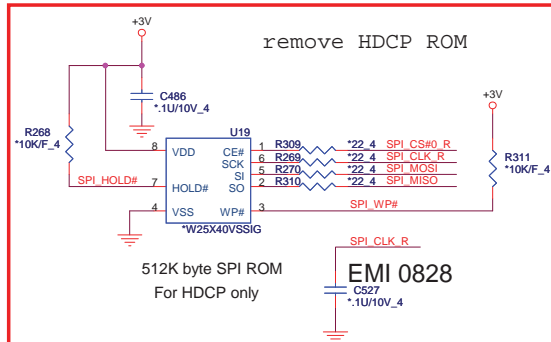 +3V
remove HDCP ROM
C486
*.1U/10V_4
+3V
R268
*10K/F_4
U19
8 VDD CE# 1 R309 *22_4 SPI_CS#0_R
SCK 6 R269 *22_4 SPI_CLK_R
SI 5 R270 *22_4 SPI_MOSI
SPI_HOLD# 7 HOLD# SO 2 R310 *22_4 SPI_MISO
R311
*10K/F_4
4 VSS WP# 3 SPI_WP#
*W25X40VSSIG
SPI_CLK_R
512K byte SPI ROM
For HDCP only
EMI 0828
C527
*.1U/10V_4